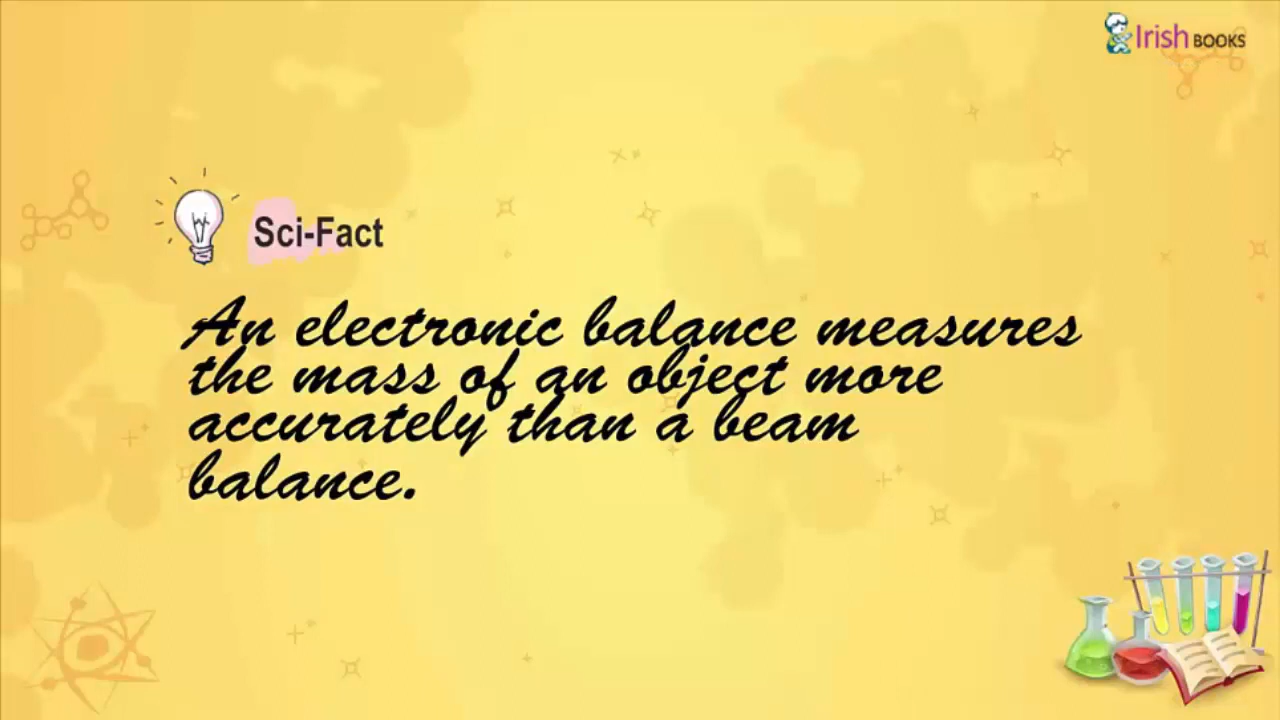 Irish BOOKS
Sci-Fact
An electronic balance measures
the mass of an object more
accurately than a beam
balance.